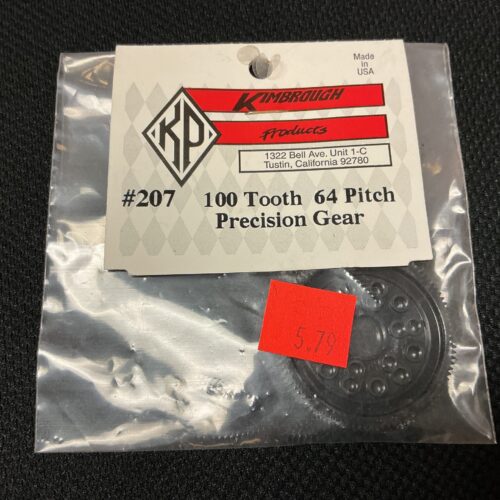 Made
in
USA
KP
KIMBROUGH
Products
1322 Bell Ave. Unit 1-C
Tustin, California 92780
#207 100 Tooth 64 Pitch
Precision Gear
5.79